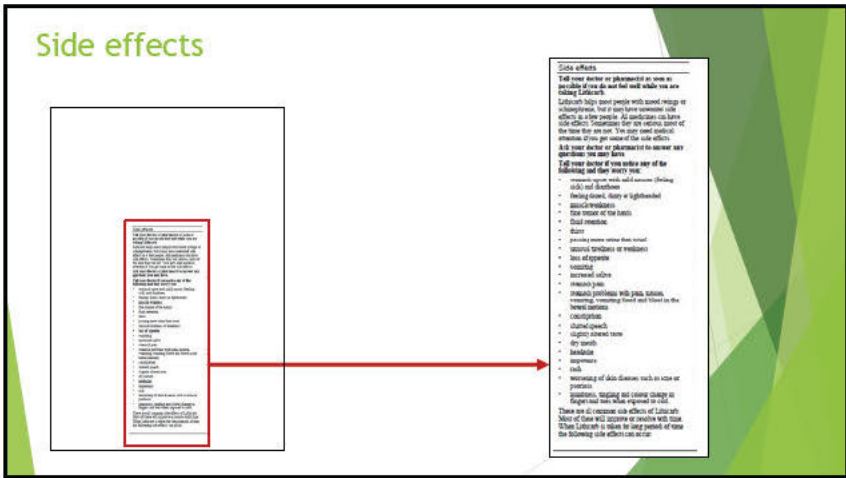 Side effects
Side effects
Tell your doctor or pharmacist as soon as
possible if you do not feel well while you are
taking Lithicarb.
Lithicarb helps most people with mood swings or
schizophrenia, but it may have unwanted side
effects in a few people. All medicines can have
side effects. Sometimes they are serious, most of
the time they are not. You may need medical
attention if you get some of the side effects.
Ask your doctor or pharmacist to answer any
questions you may have.
Tell your doctor if you notice any of the
following and they worry you:
• stomach upset with mild nausea (feeling
sick) and diarrhoea
• feeling dazed, dizzy or lightheaded
• muscle weakness
• fine tremor of the hands
• fluid retention
• thirst
• passing more urine than usual
• unusual tiredness or weakness
• loss of appetite
• vomiting
• increased saliva
• stomach pain
• stomach problems with pain, nausea,
vomiting, vomiting blood and blood in the
bowel motions
• constipation
• slurred speech
• slightly altered taste
• dry mouth
• headache
• impotence
• rash
• worsening of skin diseases such as acne or
psoriasis
• numbness, tingling and colour change in
fingers and toes when exposed to cold.
These are all common side effects of Lithicarb.
Most of these will improve or resolve with time.
When Lithicarb is taken for long period of time
the following side effects can occur: